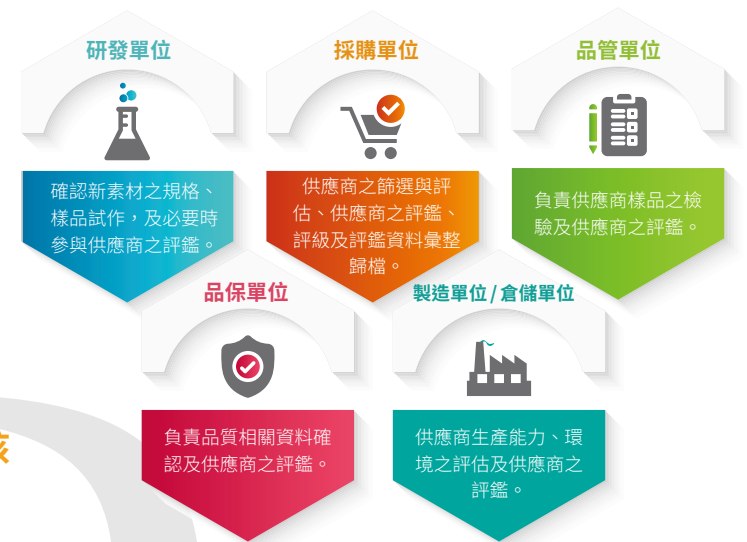 研發單位
確認新素材之規格、
樣品試作，及必要時
參與供應商之評鑑。
採購單位
供應商之篩選與評
估、供應商之評鑑、
評級及評鑑資料彙整
歸檔。
品管單位
負責供應商樣品之檢
驗及供應商之評鑑。
品保單位
負責品質相關資料確
認及供應商之評鑑。
製造單位/倉儲單位
供應商生產能力、環
境之評估及供應商之
評鑑。